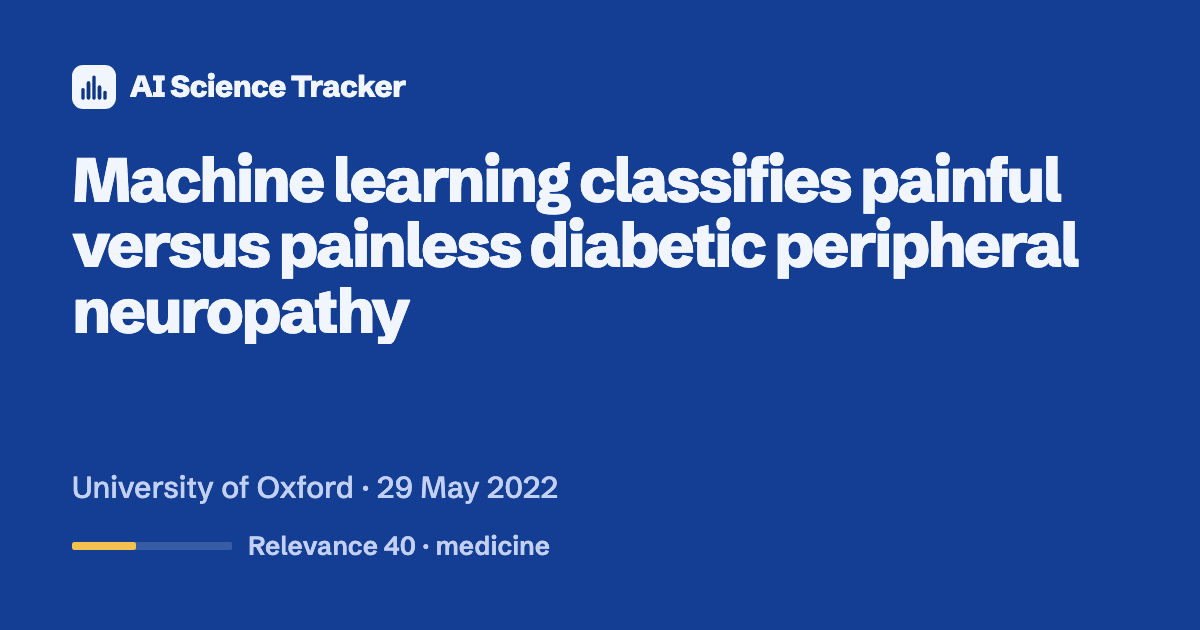 AI Science Tracker
Machine learning classifies painful
versus painless diabetic peripheral
neuropathy
University of Oxford · 29 May 2022
Relevance 40 · medicine